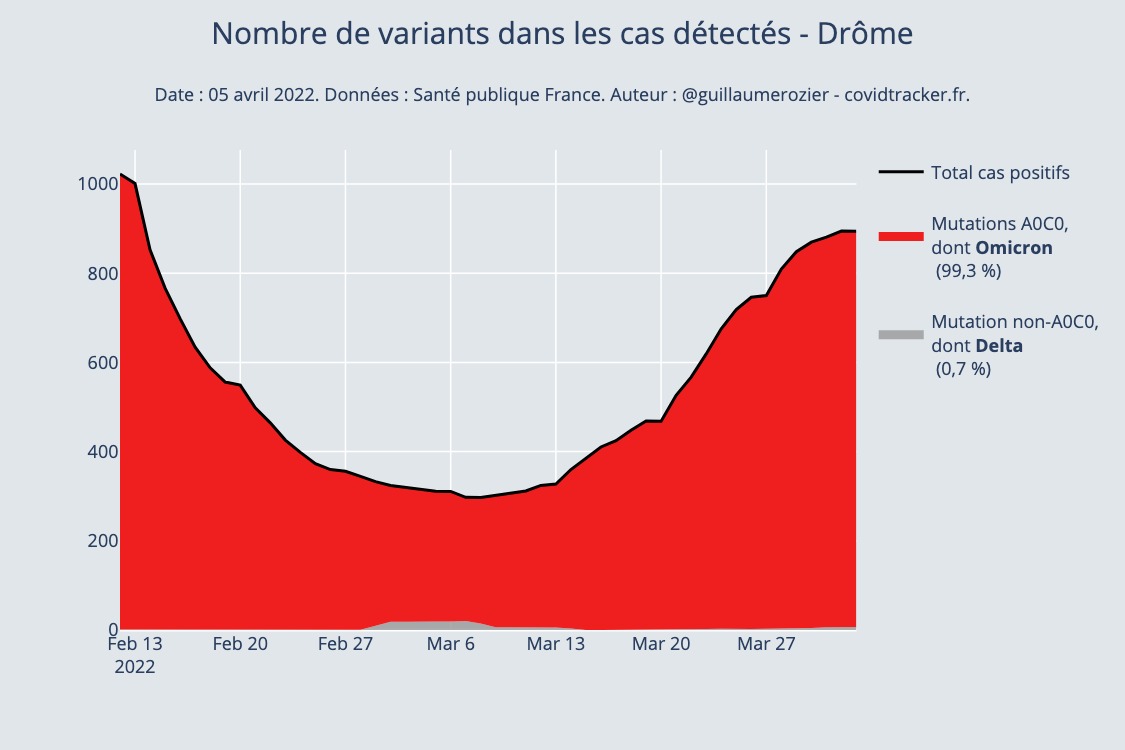 Nombre de variants dans les cas détectés - Drôme
Date : 05 avril 2022. Données : Santé publique France. Auteur : @guillaumerozier - covidtracker.fr.
1000
800
600
400
200
0
Feb 13
2022
Feb 20
Feb 27
Mar 6
Mar 13
Mar 20
Mar 27
Total cas positifs
Mutations A0C0,
dont Omicron
(99,3 %)
Mutation non-A0C0,
dont Delta
(0,7 %)